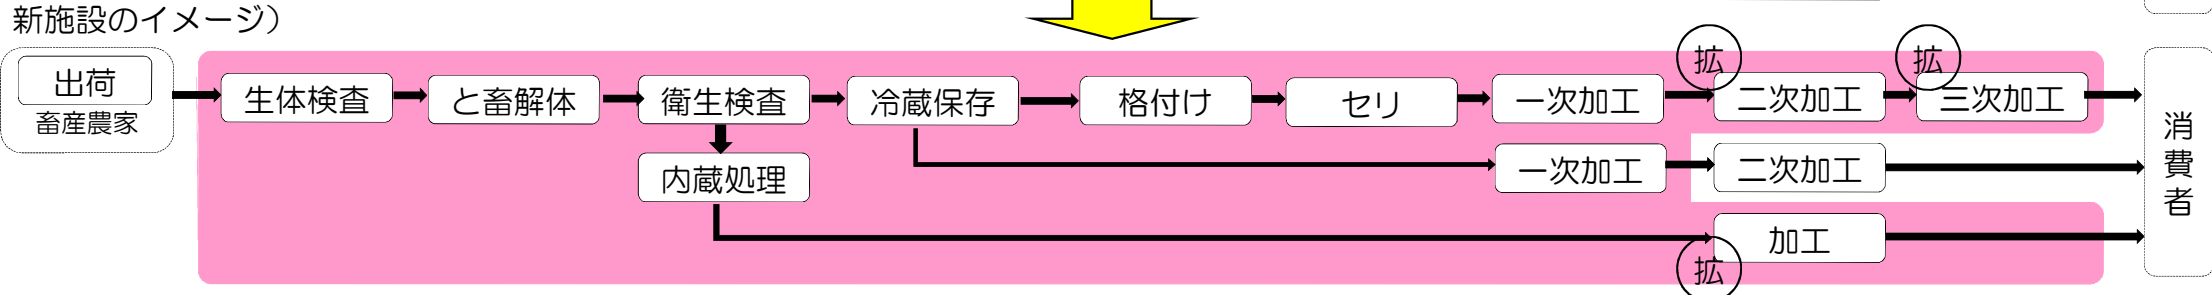 新施設のイメージ）
出荷
畜産農家
生体検査
と畜解体
衛生検査
冷蔵保存
格付け
セリ
一次加工
拡
二次加工
拡
三次加工
内蔵処理
一次加工
二次加工
加工
拡
消費者